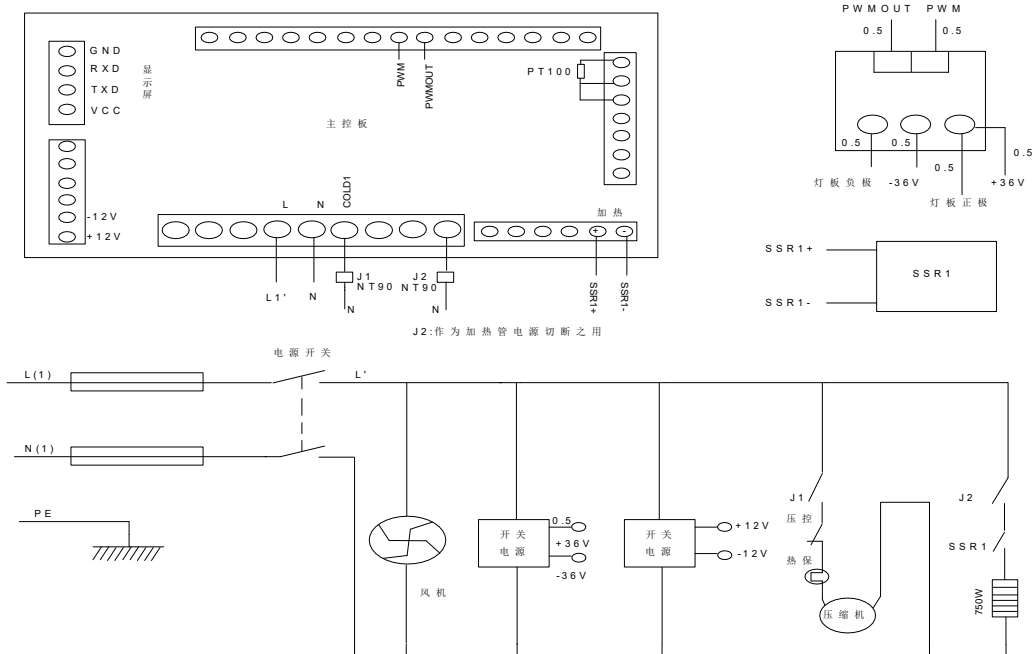 GND
RXD
TXD
VCC
显示屏
-12V
+12V
主控板
PWM
PWMOUT
PT100
L
N
COLD1
加热
+
-
L1'
N
J1
NT90
N
J2
NT90
N
SSR1+
SSR1-
J2:作为加热管电源切断之用
PWMOUT PWM
0.5
0.5
0.5
0.5
0.5
0.5
灯板负极
-36V
灯板正极
+36V
SSR1+
SSR1-
SSR1
电源开关
L(1)
L'
N(1)
PE
风机
开关
电源
0.5
+36V
-36V
开关
电源
+12V
-12V
J1
压控
热保
压缩机
J2
SSR1
750W